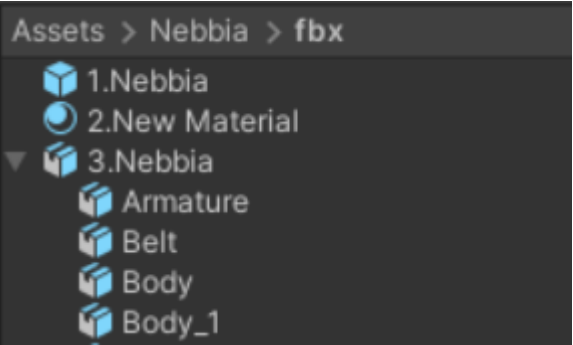 Assets > Nebbia > fbx
1.Nebbia
2.New Material
3.Nebbia
Armature
Belt
Body
Body_1